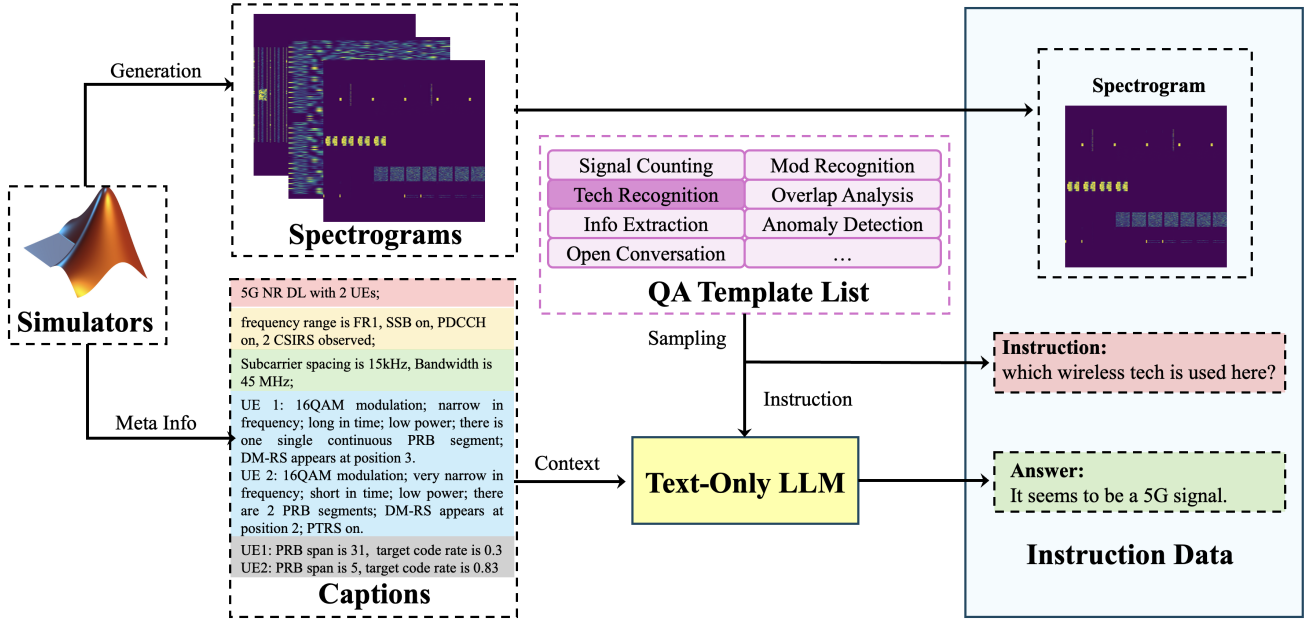 Generation
Spectrograms
Simulators
Meta Info
5G NR DL with 2 UEs;
frequency range is FR1, SSB on, PDCCH
on, 2 CSIRS observed;
Subcarrier spacing is 15kHz, Bandwidth is
45 MHz;
UE 1: 16QAM modulation; narrow in
frequency; long in time; low power; there is
one single continuous PRB segment;
DM-RS appears at position 3.
UE 2: 16QAM modulation; very narrow in
frequency; short in time; low power; there
are 2 PRB segments; DM-RS appears at
position 2; PTRS on.
UE1: PRB span is 31, target code rate is 0.3
UE2: PRB span is 5, target code rate is 0.83
Captions
Signal Counting
Mod Recognition
Tech Recognition
Overlap Analysis
Info Extraction
Anomaly Detection
Open Conversation
...
QA Template List
Sampling
Instruction
Context
Text-Only LLM
Spectrogram
Instruction:
which wireless tech is used here?
Answer:
It seems to be a 5G signal.
Instruction Data